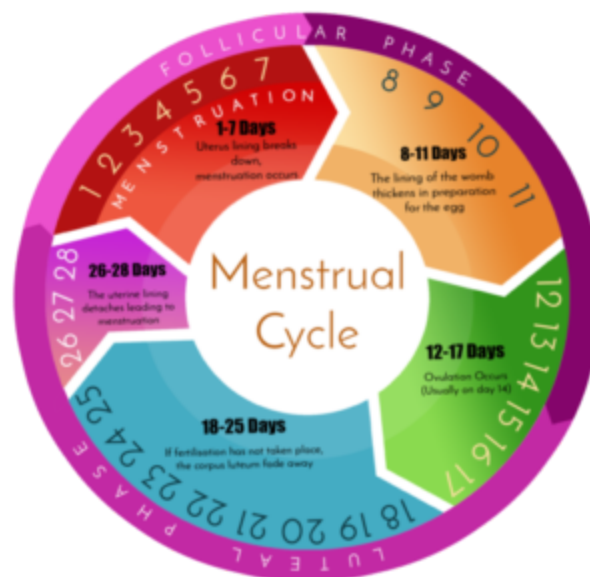 FOLLICULAR PHASE
1 2 3 4 5 6 7
MENSTRUATION
1-7 Days
Uterus lining breaks
down,
menstruation occurs
8 9 10 11
8-11 Days
The lining of the womb
thickens in preparation
for the egg
12 13 14 15 16 17
12-17 Days
Ovulation Occurs
(Usually on day 14)
18 19 20 21 22 23 24 25
18-25 Days
If fertilisation has not taken place,
the corpus luteum fade away
26 27 28
26-28 Days
The uterine lining
detaches leading to
menstruation
LUTEAL PHASE
Menstrual
Cycle